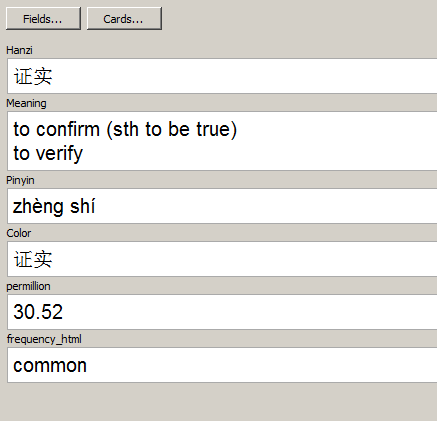 Fields...
Cards...
Hanzi
证实
Meaning
to confirm (sth to be true)
to verify
Pinyin
zhèng shí
Color
证实
permillion
30.52
frequency_html
common